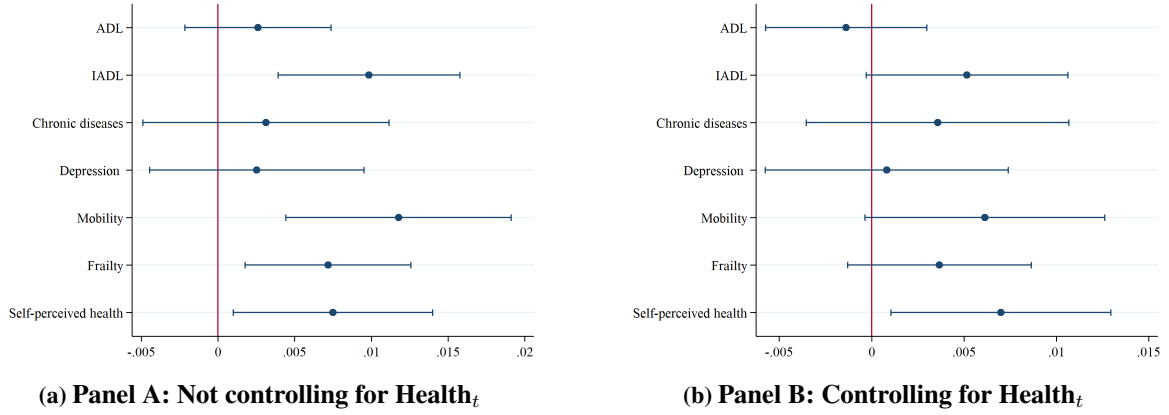 ADL
IADL
Chronic diseases
Depression
Mobility
Frailty
Self-perceived health
-.005 0 .005 .01 .015 .02
(a) Panel A: Not controlling for Healthₜ
ADL
IADL
Chronic diseases
Depression
Mobility
Frailty
Self-perceived health
-.005 0 .005 .01 .015
(b) Panel B: Controlling for Healthₜ